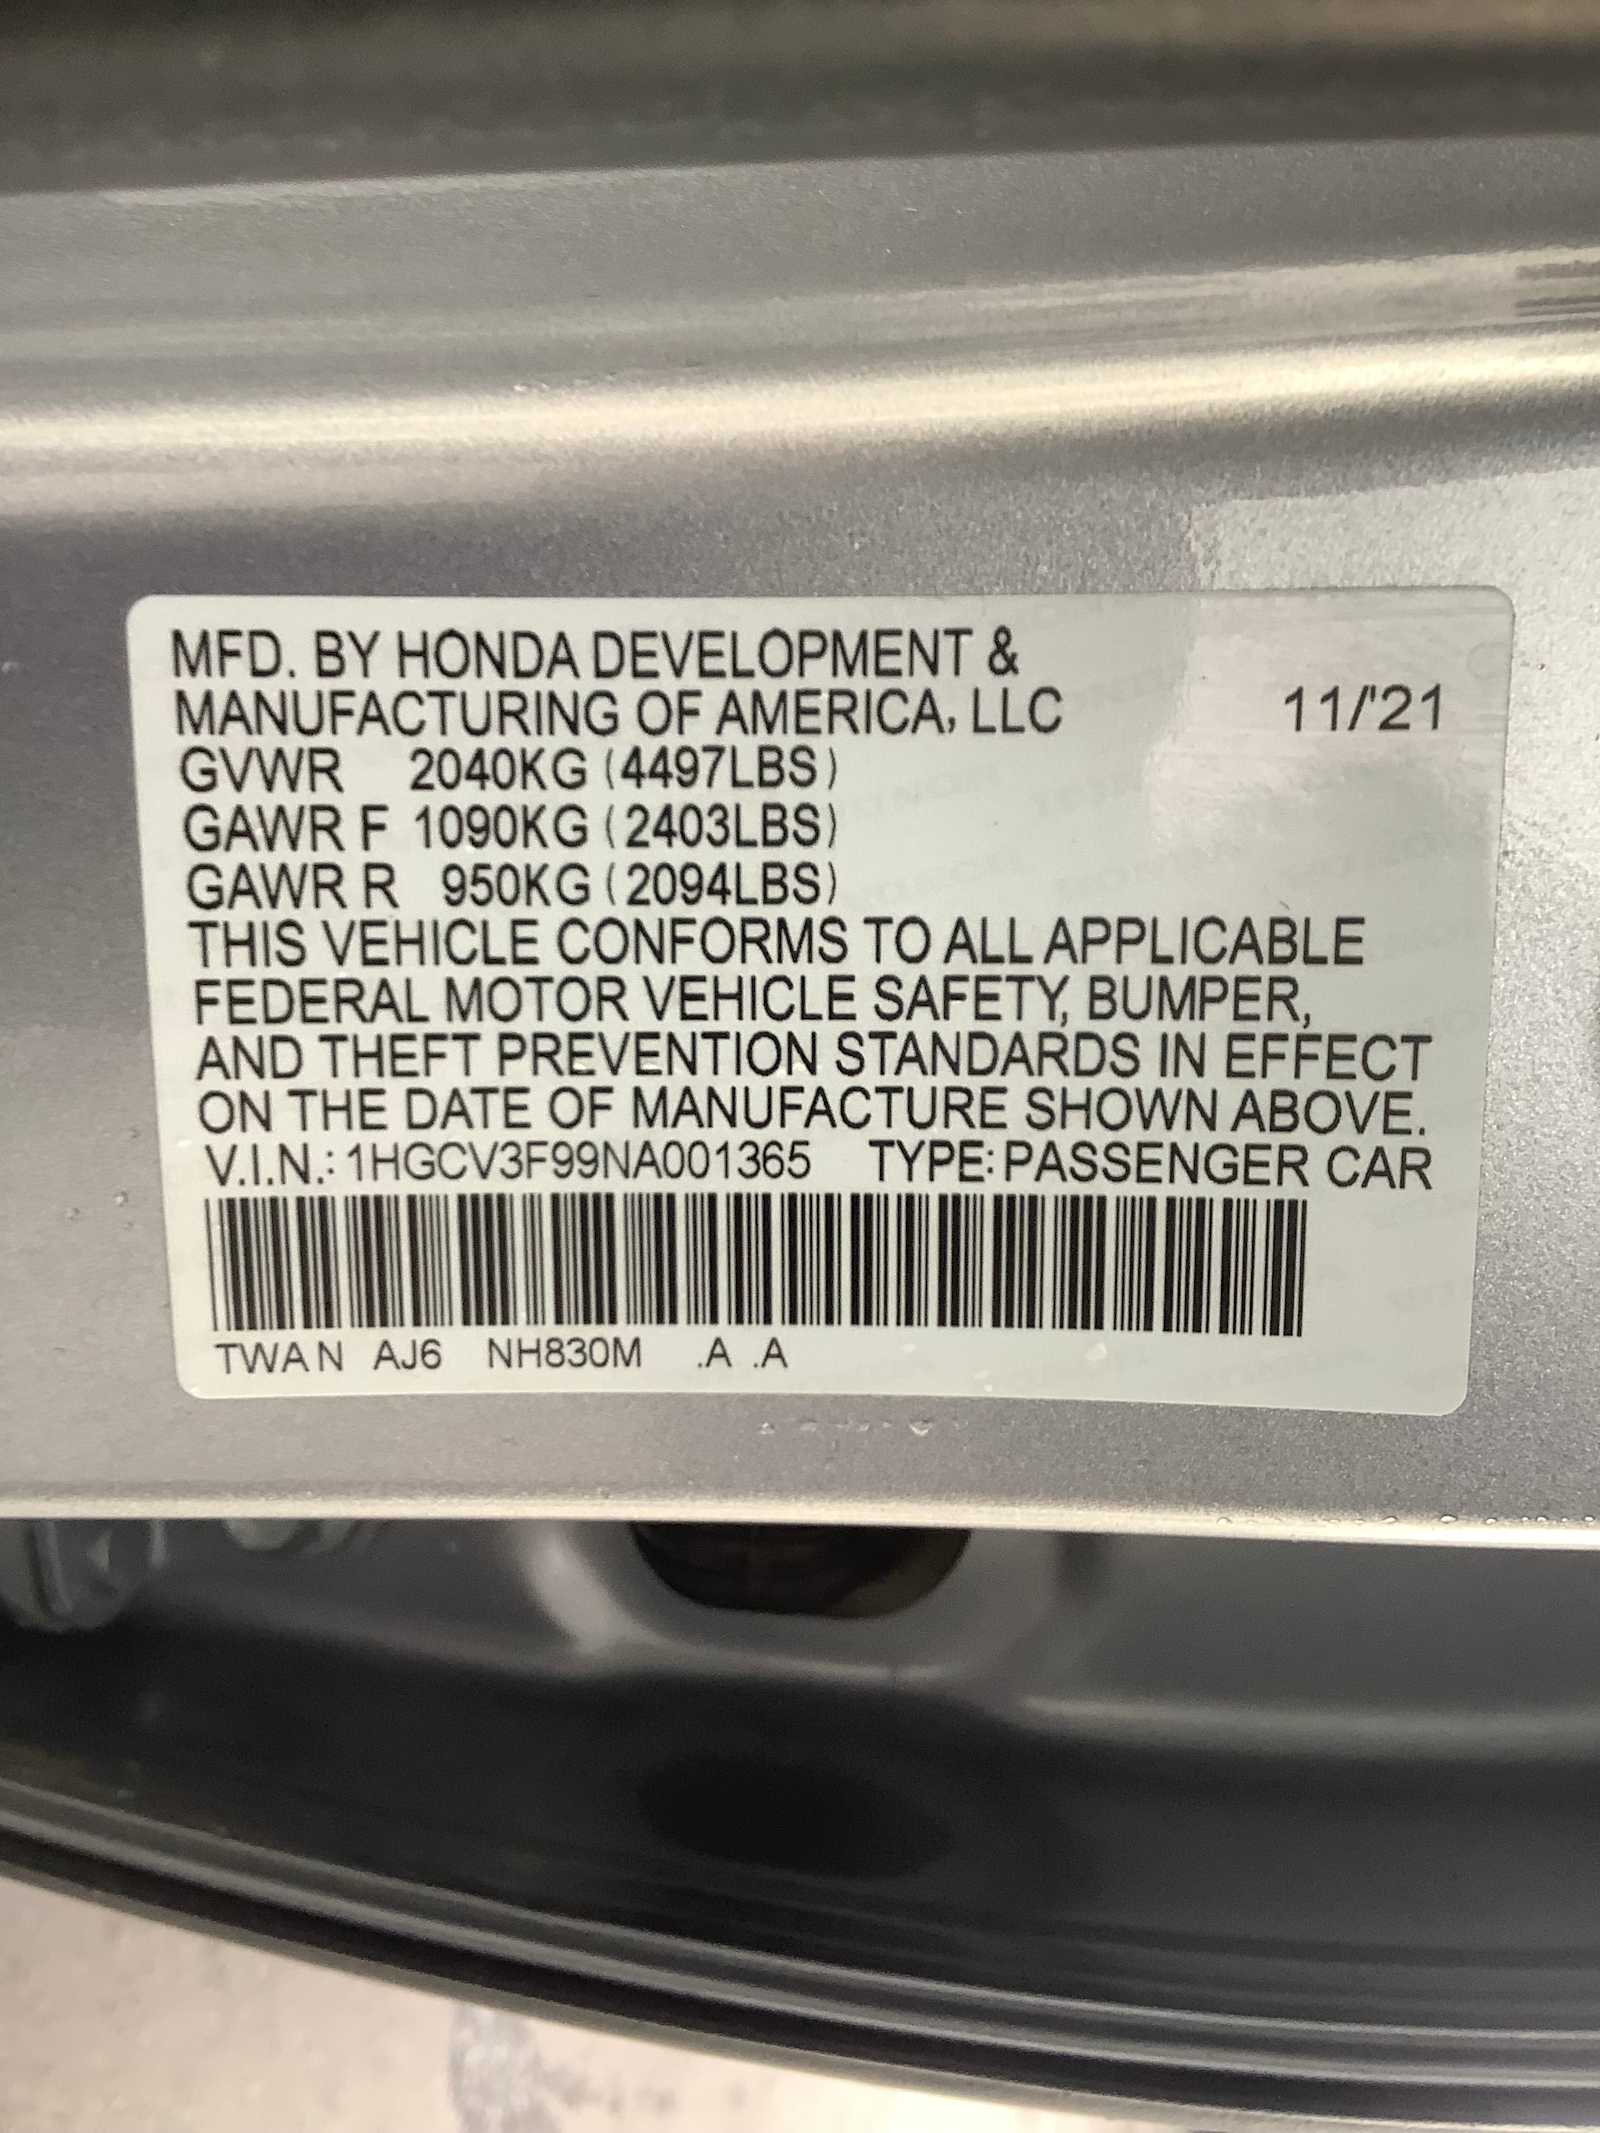 MFD. BY HONDA DEVELOPMENT &
MANUFACTURING OF AMERICA, LLC 11/'21
GVWR 2040KG (4497LBS)
GAWR F 1090KG (2403LBS)
GAWR R 950KG (2094LBS)
THIS VEHICLE CONFORMS TO ALL APPLICABLE
FEDERAL MOTOR VEHICLE SAFETY, BUMPER,
AND THEFT PREVENTION STANDARDS IN EFFECT
ON THE DATE OF MANUFACTURE SHOWN ABOVE.
V.I.N.: 1HGCV3F99NA001365 TYPE: PASSENGER CAR
TWAN AJ6 NH830M .A .A